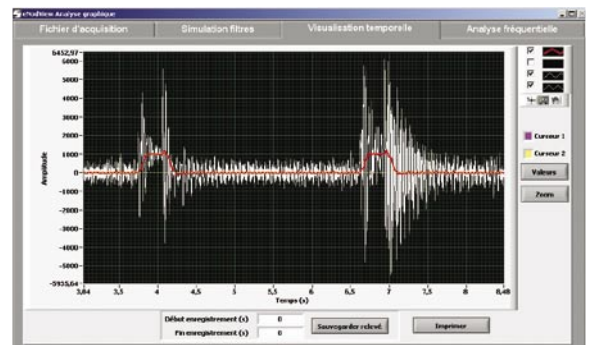 eProdView Analyse graphique
Fichier d'acquisition Simulation filtres Visualisation temporelle Analyse fréquentielle
6452,97
6000
5000
4000
3000
2000
1000
0
-1000
-2000
-3000
-4000
-5000
-5935,64
Amplitude
3,04 3,5 4 4,5 5 5,5 6 6,5 7 7,5 8 8,48
Temps (s)
Curseur 1
Curseur 2
Valeurs
Zoom
Début enregistrement (s) 0
Fin enregistrement (s) 0
Sauvegarder relevé
Imprimer